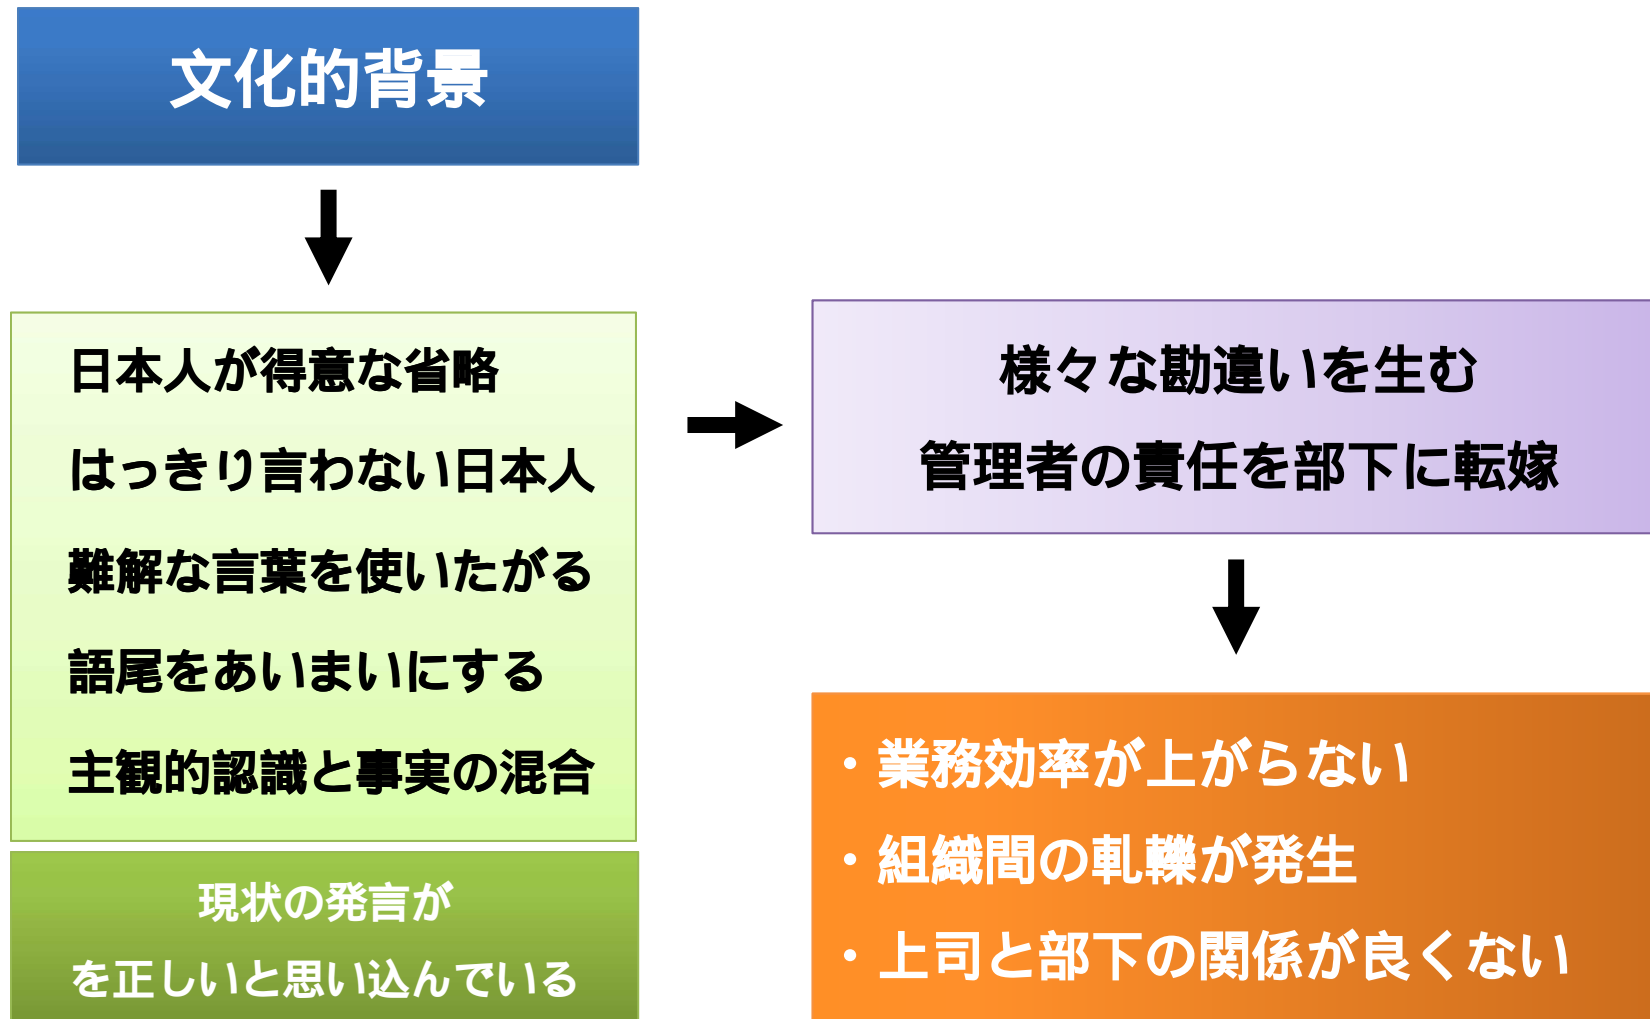 文化的背景
日本人が得意な省略
はっきり言わない日本人
難解な言葉を使いたがる
語尾をあいまいにする
主観的認識と事実の混合
現状の発言が
を正しいと思い込んでいる
様々な勘違いを生む
管理者の責任を部下に転嫁
・業務効率が上がらない
・組織間の軋轢が発生
・上司と部下の関係が良くない